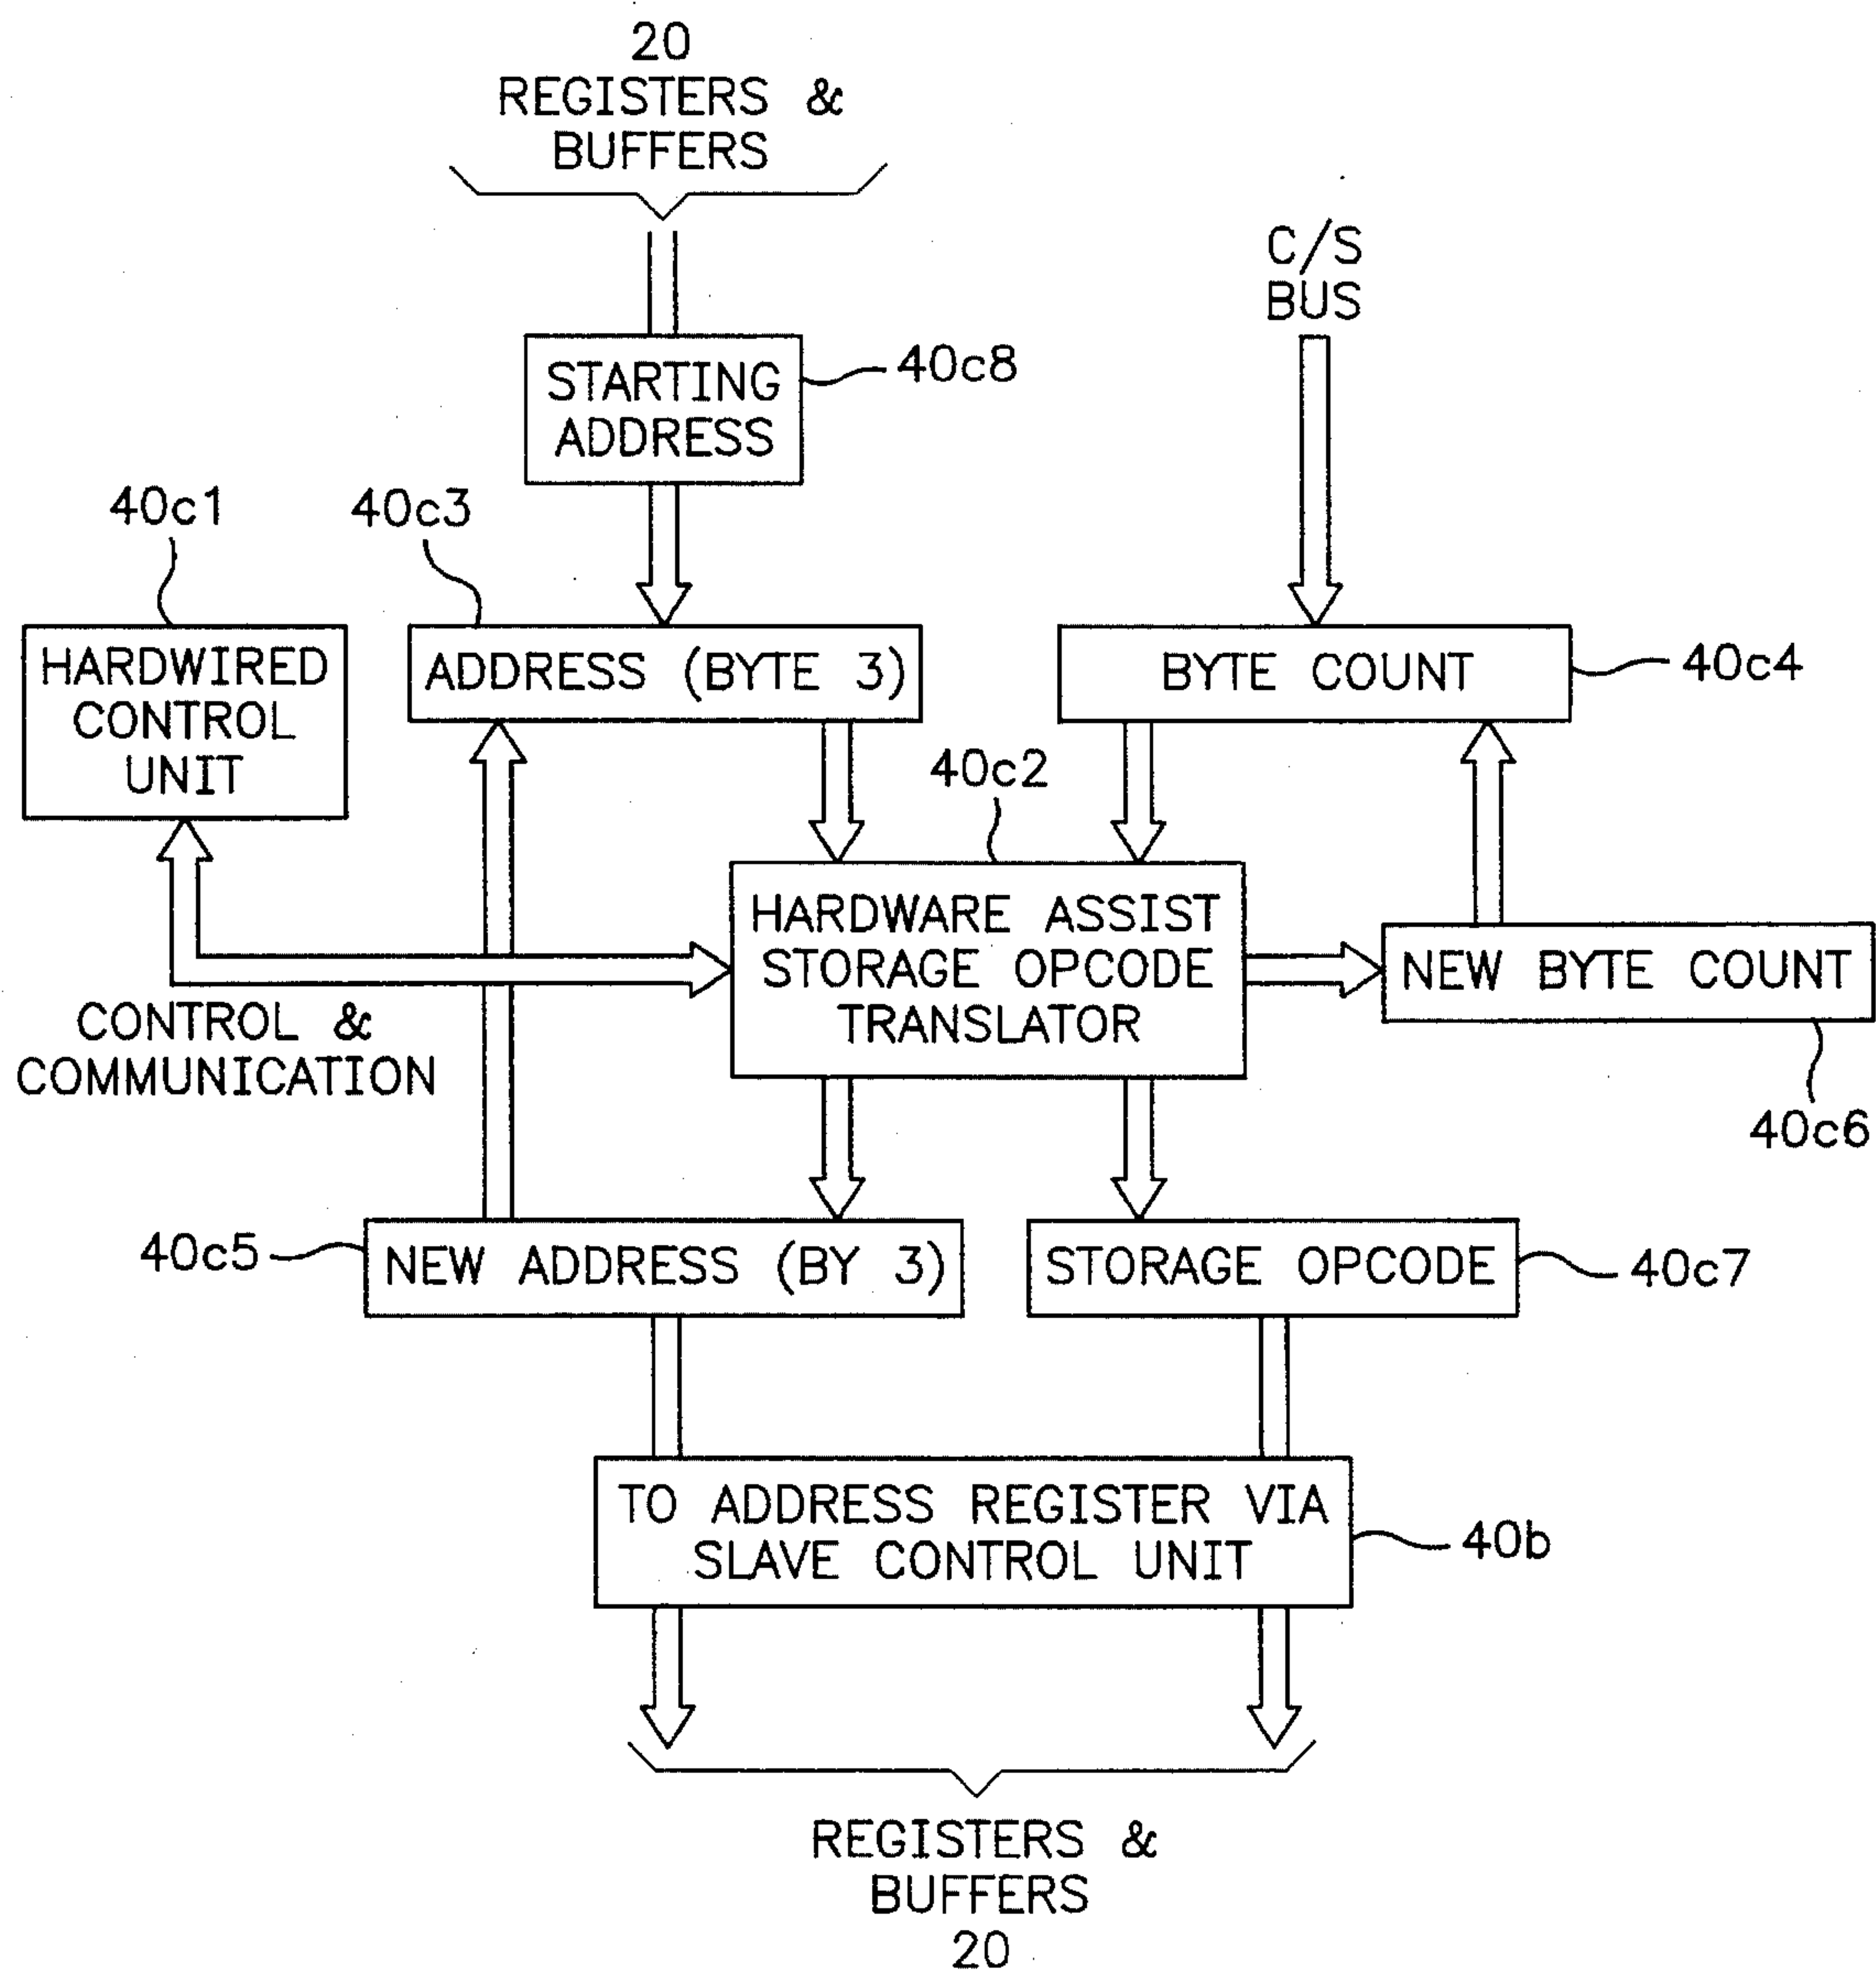 20
REGISTERS &
BUFFERS
C/S
BUS
STARTING
ADDRESS
40c8
40c1
40c3
HARDWIRED
CONTROL
UNIT
ADDRESS (BYTE 3)
BYTE COUNT
40c4
40c2
HARDWARE ASSIST
STORAGE OPCODE
TRANSLATOR
NEW BYTE COUNT
CONTROL &
COMMUNICATION
40c6
40c5
NEW ADDRESS (BY 3)
STORAGE OPCODE
40c7
TO ADDRESS REGISTER VIA
SLAVE CONTROL UNIT
40b
REGISTERS &
BUFFERS
20